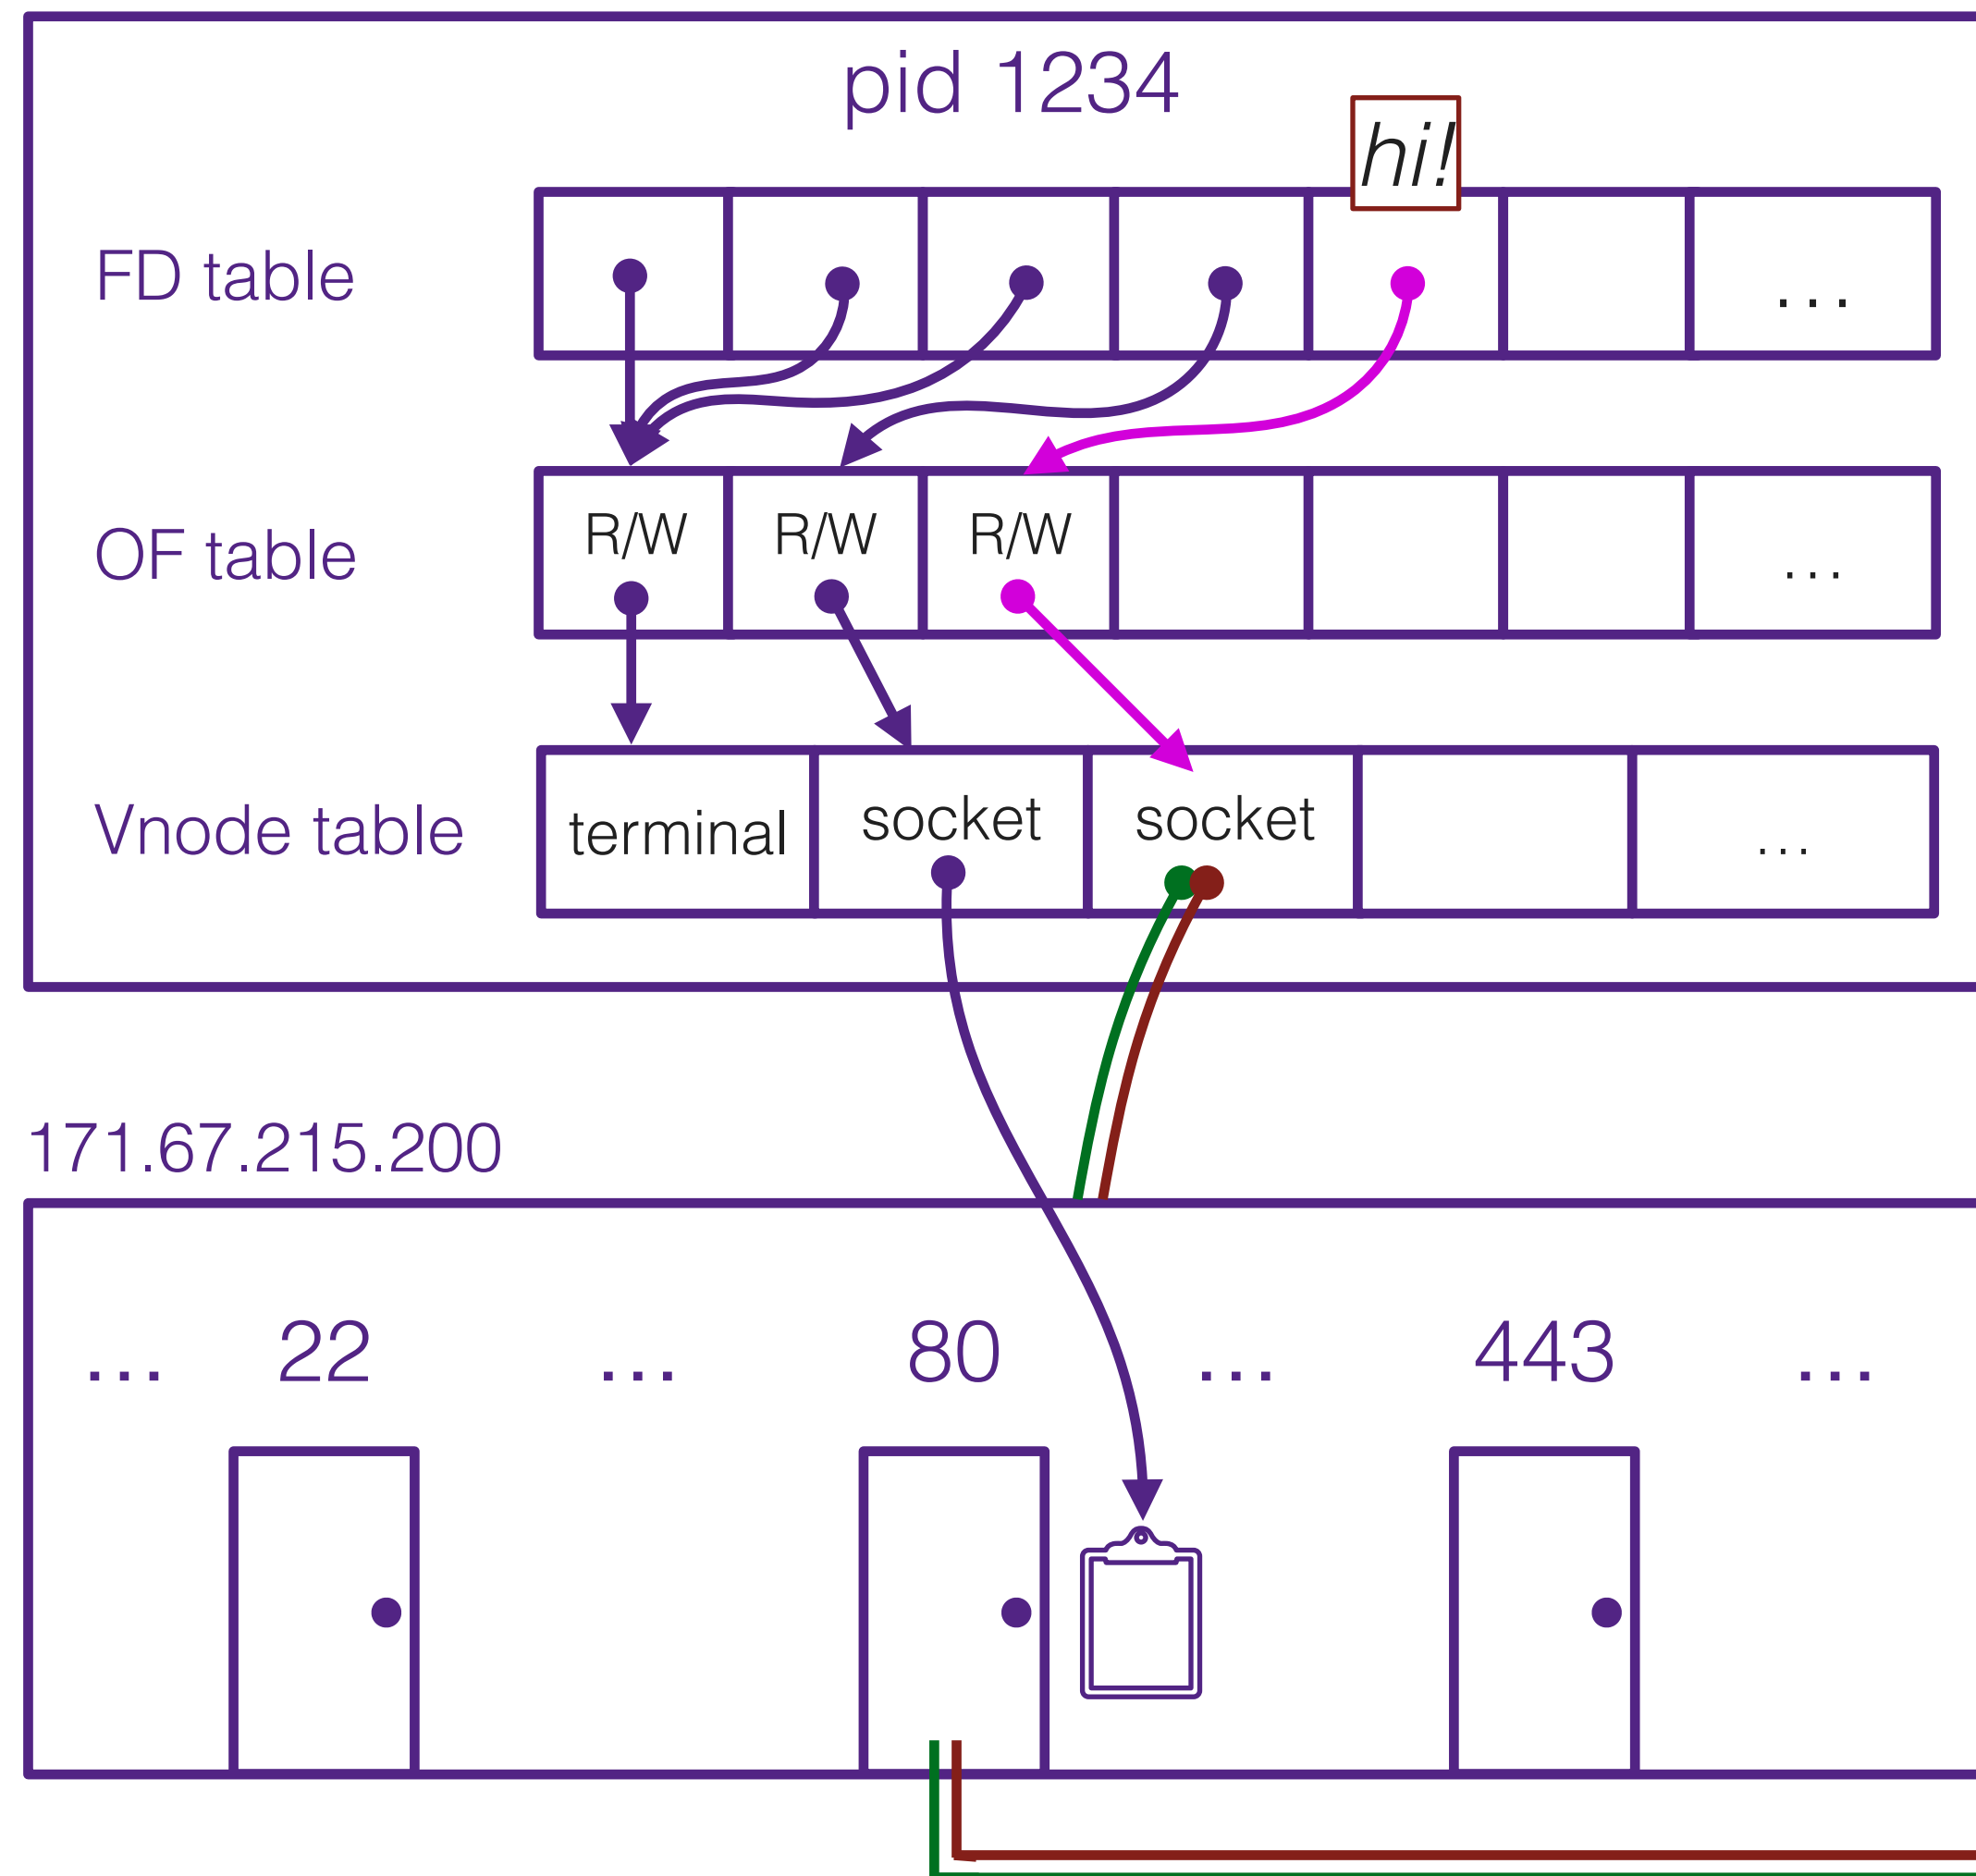 pid 1234
hi!
FD table
...
OF table
R/W R/W R/W ...
Vnode table
terminal socket socket ...
171.67.215.200
... 22 ... 80 ... 443 ...